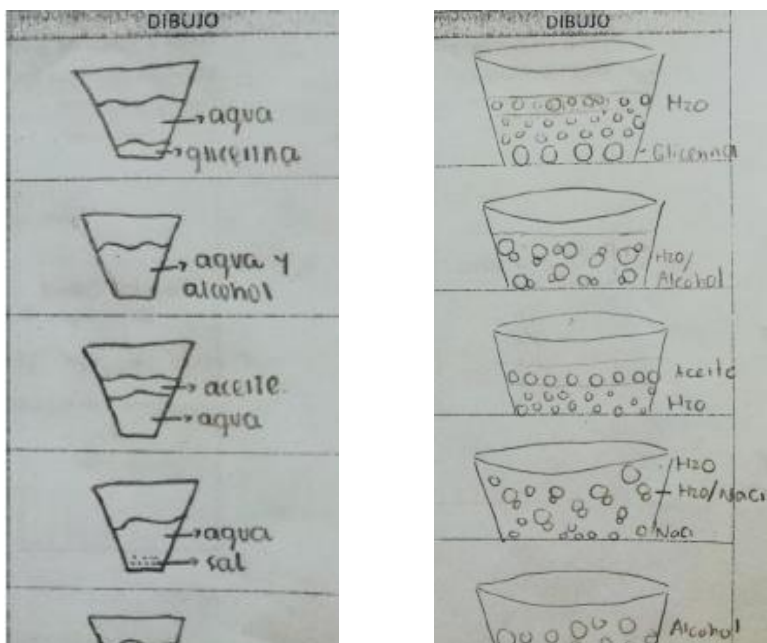 DIBUJO
agua
glicerina
agua y
alcohol
aceite
agua
agua
sal
DIBUJO
H2O
Glicerina
H2O/
Alcohol
Aceite
H2O
H2O
H2O/NaCl
NaCl
Alcohol